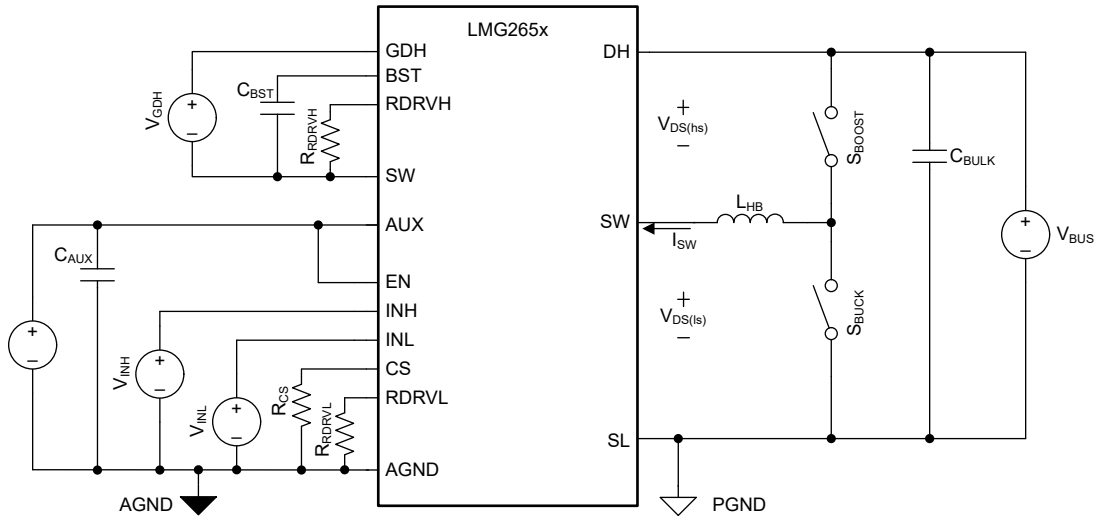 LMG265x
GDH
BST
RDRVH
SW
AUX
EN
INH
INL
CS
RDRVL
AGND
DH
SW
SL
V_GDH
C_BST
R_RDRVH
C_AUX
V_INH
V_INL
R_CS
R_RDRVL
AGND
+
V_DS(hs)
–
S_BOOST
C_BULK
L_HB
I_SW
V_BUS
+
V_DS(ls)
–
S_BUCK
PGND